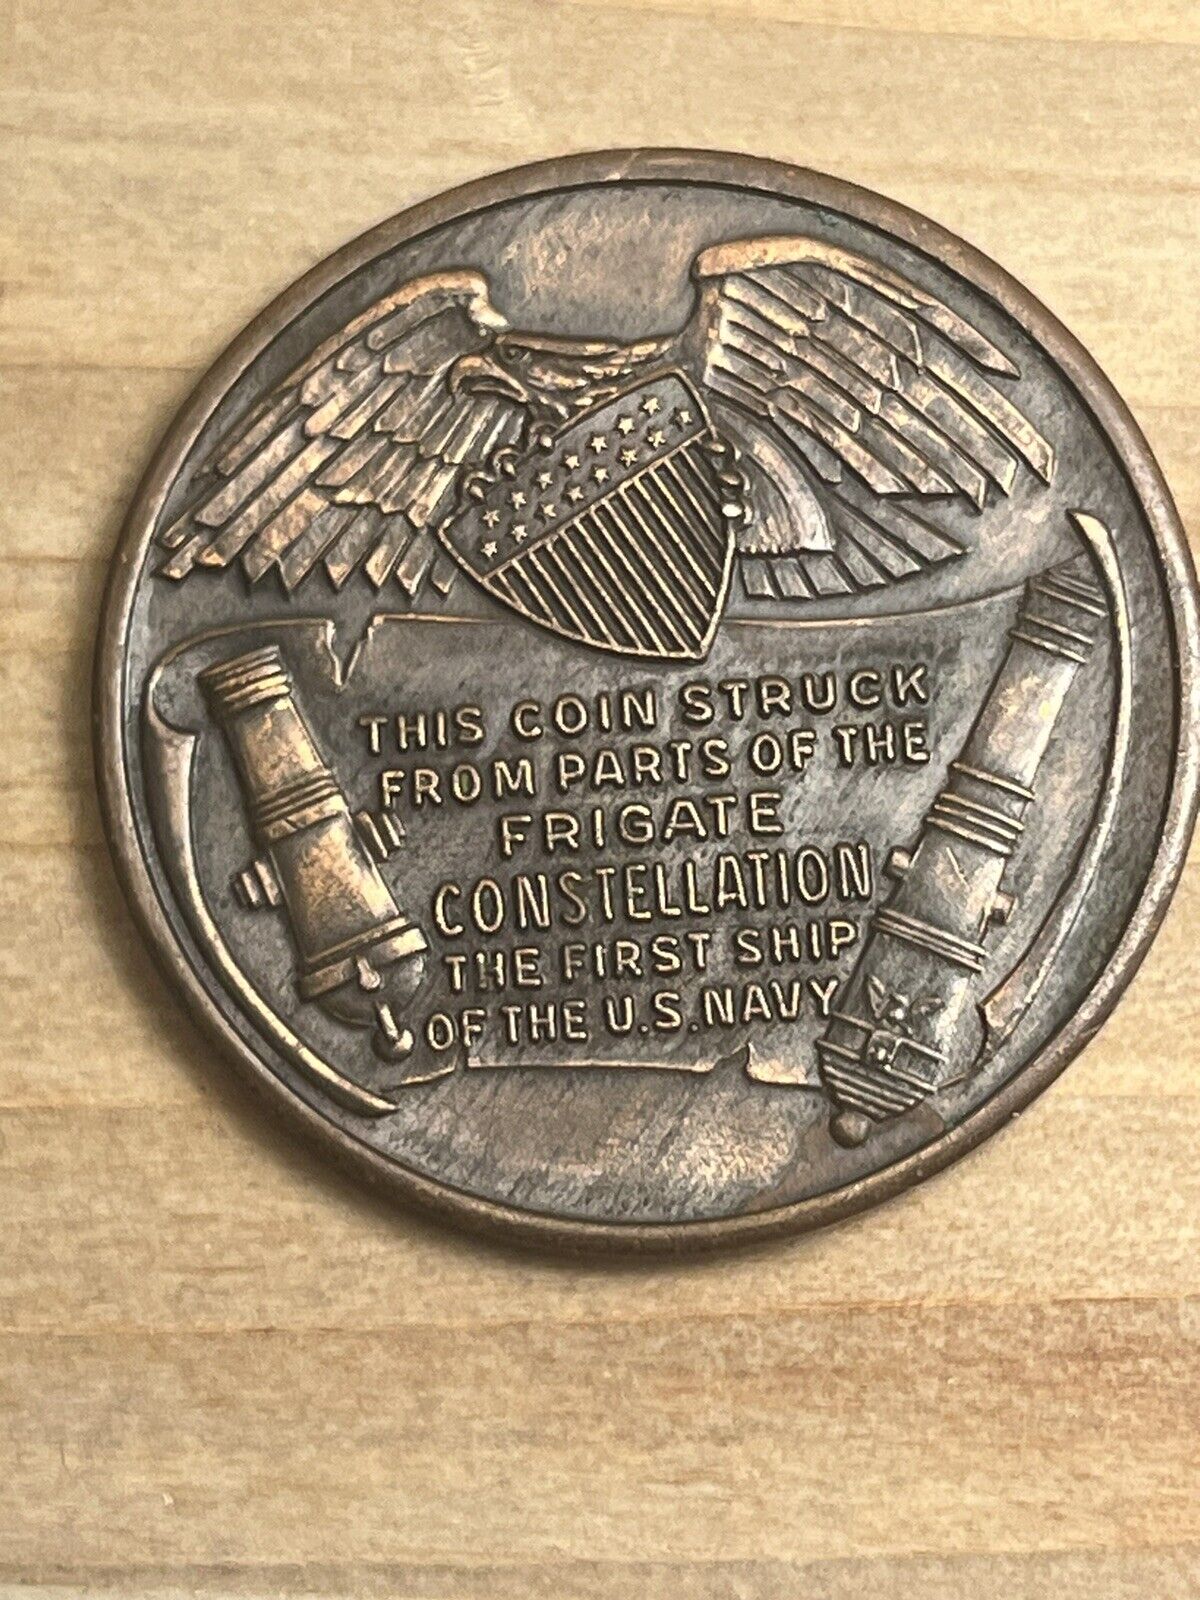 THIS COIN STRUCK
FROM PARTS OF THE
FRIGATE
CONSTELLATION
THE FIRST SHIP
OF THE U.S. NAVY